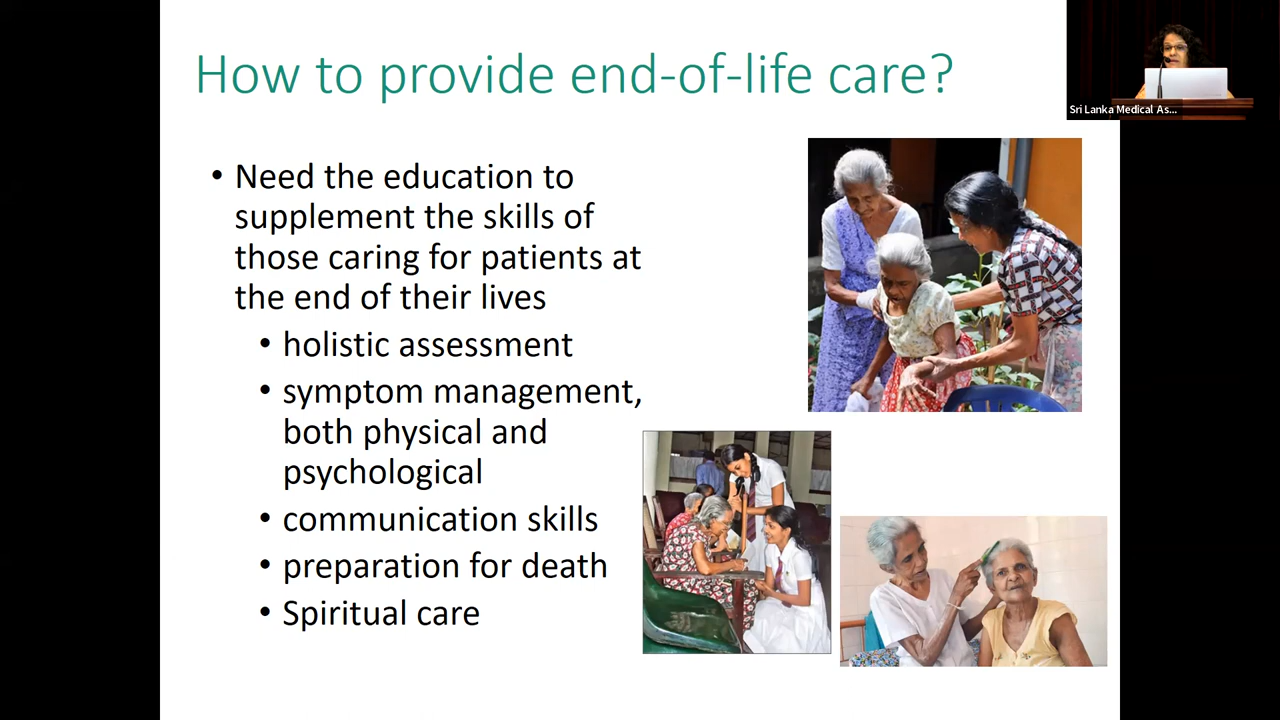 How to provide end-of-life care?
Sri Lanka Medical As...
• Need the education to
supplement the skills of
those caring for patients at
the end of their lives
• holistic assessment
• symptom management,
both physical and
psychological
• communication skills
• preparation for death
• Spiritual care